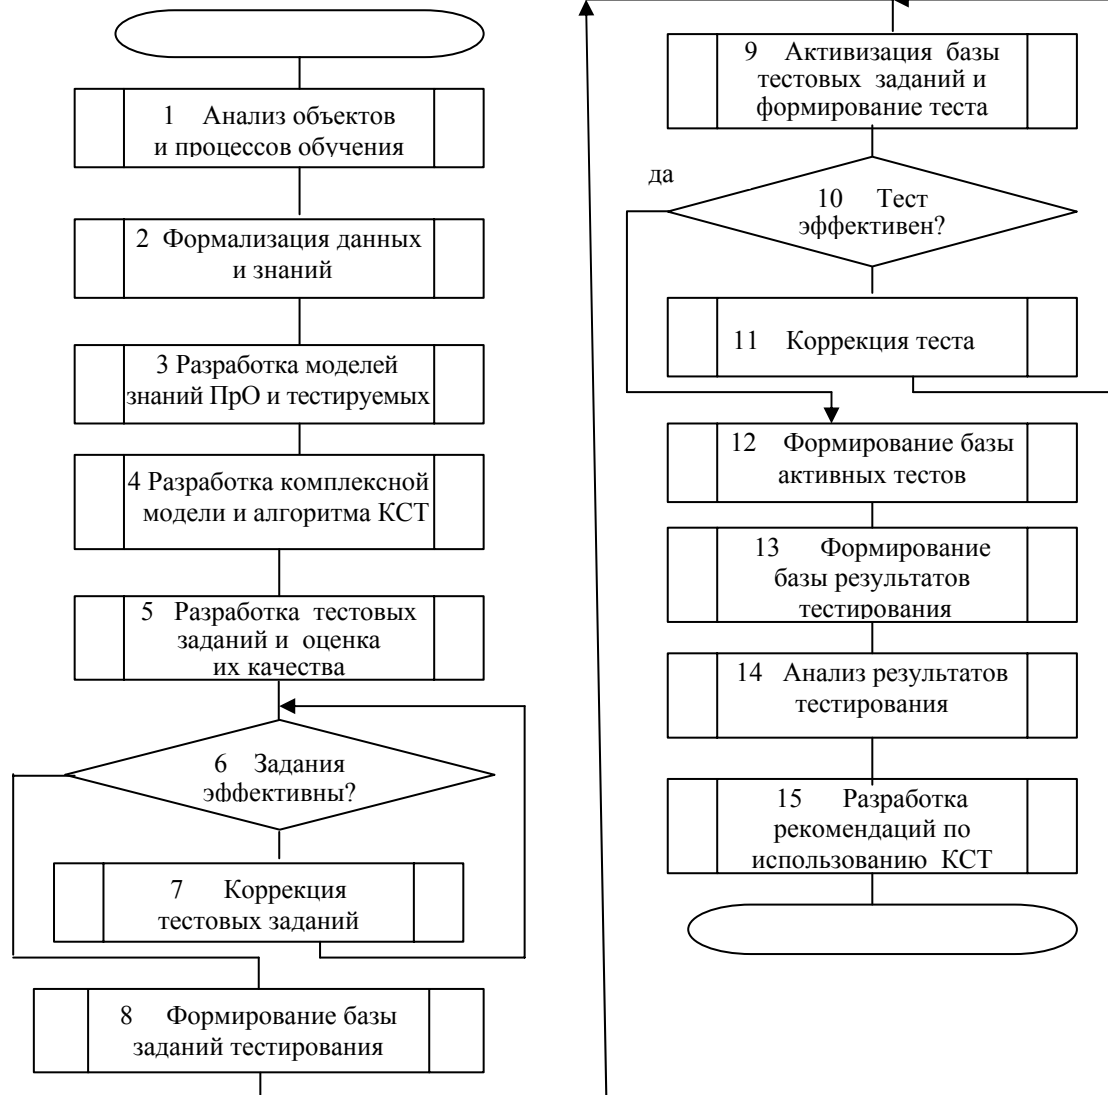 1 Анализ объектов
и процессов обучения
2 Формализация данных
и знаний
3 Разработка моделей
знаний ПрО и тестируемых
4 Разработка комплексной
модели и алгоритма КСТ
5 Разработка тестовых
заданий и оценка
их качества
6 Задания
эффективны?
7 Коррекция
тестовых заданий
8 Формирование базы
заданий тестирования
9 Активизация базы
тестовых заданий и
формирование теста
да
10 Тест
эффективен?
11 Коррекция теста
12 Формирование базы
активных тестов
13 Формирование
базы результатов
тестирования
14 Анализ результатов
тестирования
15 Разработка
рекомендаций по
использованию КСТ